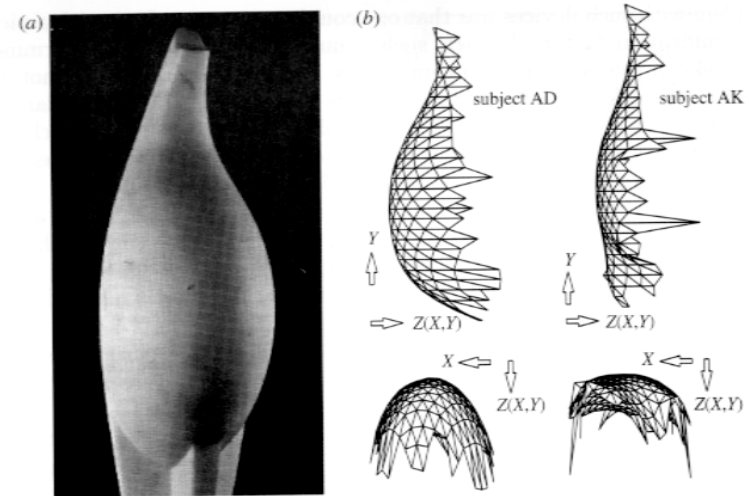 (a)
(b)
subject AD
subject AK
Y
Z(X,Y)
Y
Z(X,Y)
X
Z(X,Y)
X
Z(X,Y)